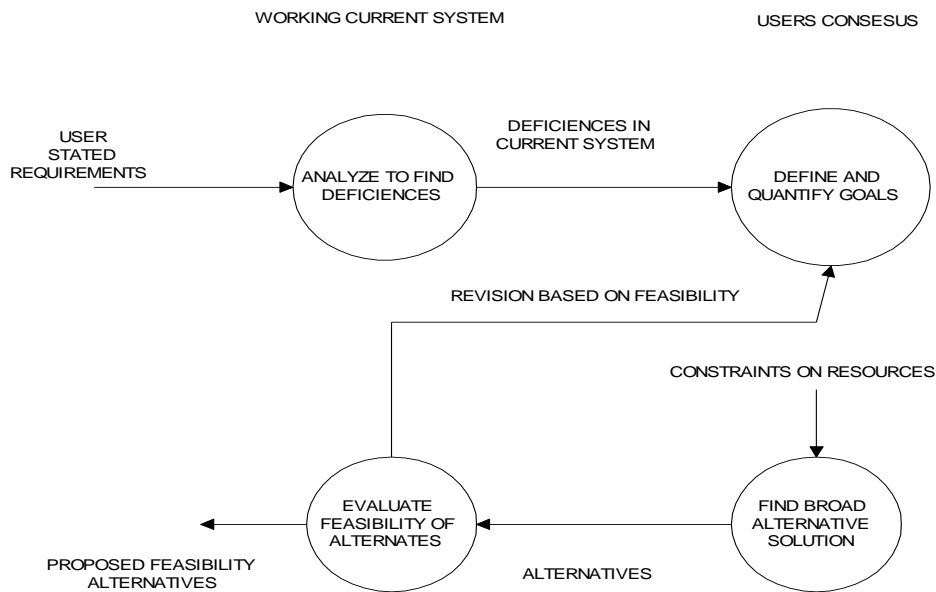 WORKING CURRENT SYSTEM
USERS CONSESUS
USER
STATED
REQUIREMENTS
ANALYZE TO FIND
DEFICIENCES
DEFICIENCES IN
CURRENT SYSTEM
DEFINE AND
QUANTIFY GOALS
REVISION BASED ON FEASIBILITY
CONSTRAINTS ON RESOURCES
EVALUATE
FEASIBILITY OF
ALTERNATES
FIND BROAD
ALTERNATIVE
SOLUTION
PROPOSED FEASIBILITY
ALTERNATIVES
ALTERNATIVES